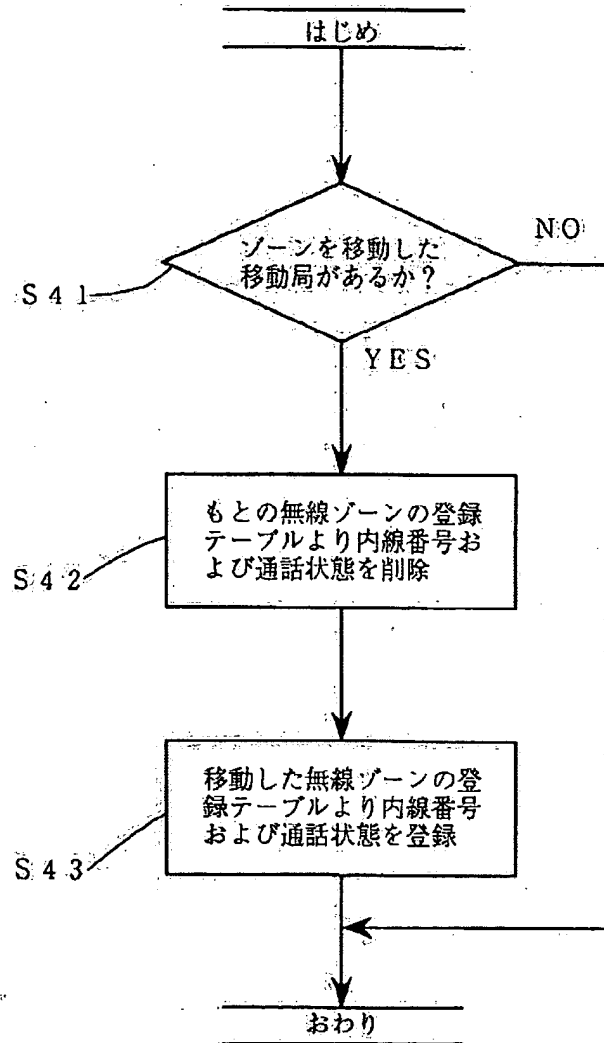 はじめ
ゾーンを移動した
移動局があるか?
NO
S41
YES
もとの無線ゾーンの登録
テーブルより内線番号お
よび通話状態を削除
S42
移動した無線ゾーンの登
録テーブルより内線番号
および通話状態を登録
S43
おわり